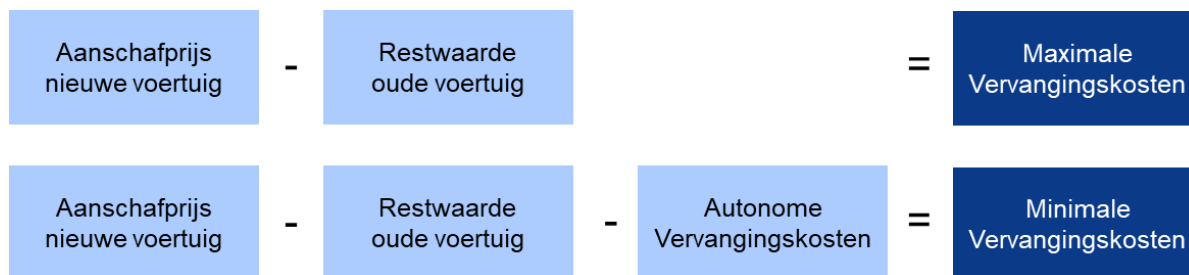 Aanschafprijs
nieuwe voertuig
-
Restwaarde
oude voertuig
=
Maximale
Vervangingskosten
Aanschafprijs
nieuwe voertuig
-
Restwaarde
oude voertuig
-
Autonome
Vervangingskosten
=
Minimale
Vervangingskosten